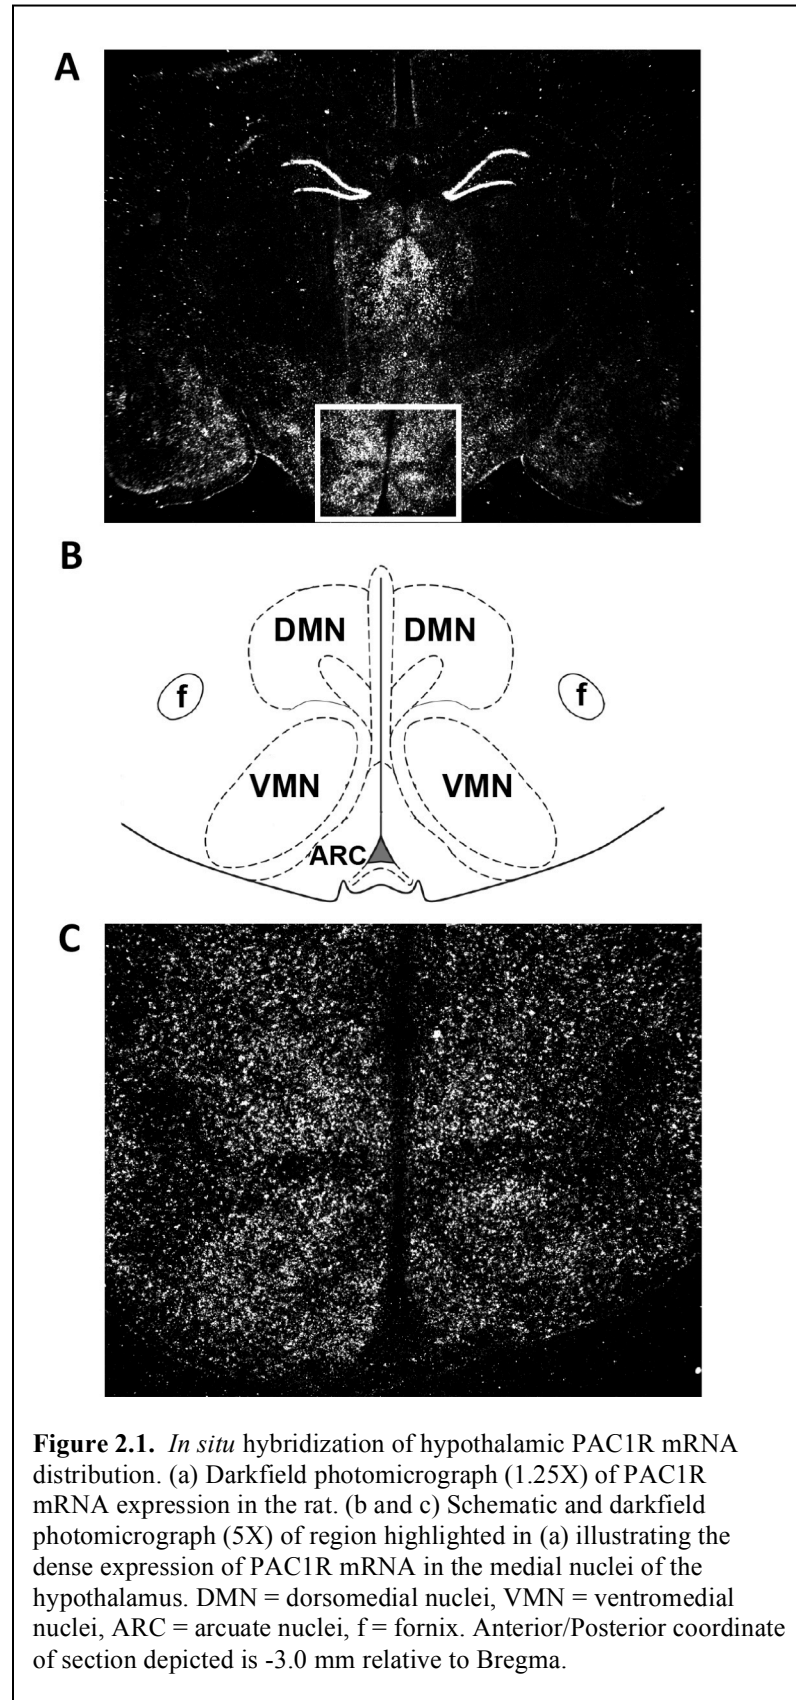 A
B
DMN DMN
f f
VMN VMN
ARC
C
Figure 2.1. In situ hybridization of hypothalamic PAC1R mRNA
distribution. (a) Darkfield photomicrograph (1.25X) of PAC1R
mRNA expression in the rat. (b and c) Schematic and darkfield
photomicrograph (5X) of region highlighted in (a) illustrating the
dense expression of PAC1R mRNA in the medial nuclei of the
hypothalamus. DMN = dorsomedial nuclei, VMN = ventromedial
nuclei, ARC = arcuate nuclei, f = fornix. Anterior/Posterior coordinate
of section depicted is -3.0 mm relative to Bregma.